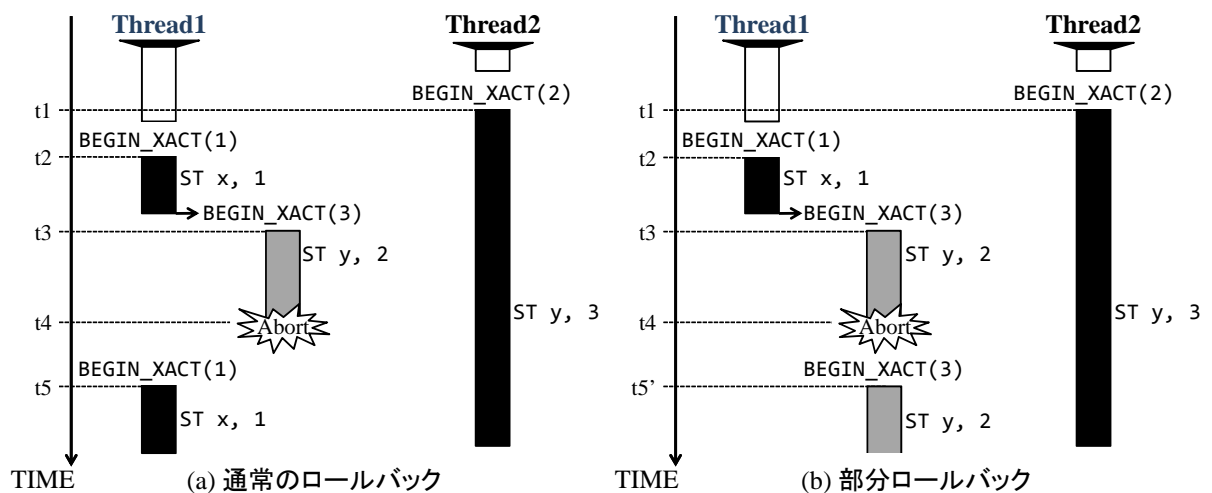 Thread1
Thread2
BEGIN_XACT(2)
t1
BEGIN_XACT(1)
t2
ST x, 1
BEGIN_XACT(3)
t3
ST y, 2
ST y, 3
t4
Abort
BEGIN_XACT(1)
t5
ST x, 1
TIME
(a) 通常のロールバック
Thread1
Thread2
BEGIN_XACT(2)
t1
BEGIN_XACT(1)
t2
ST x, 1
BEGIN_XACT(3)
t3
ST y, 2
ST y, 3
t4
Abort
BEGIN_XACT(3)
t5’
ST y, 2
TIME
(b) 部分ロールバック